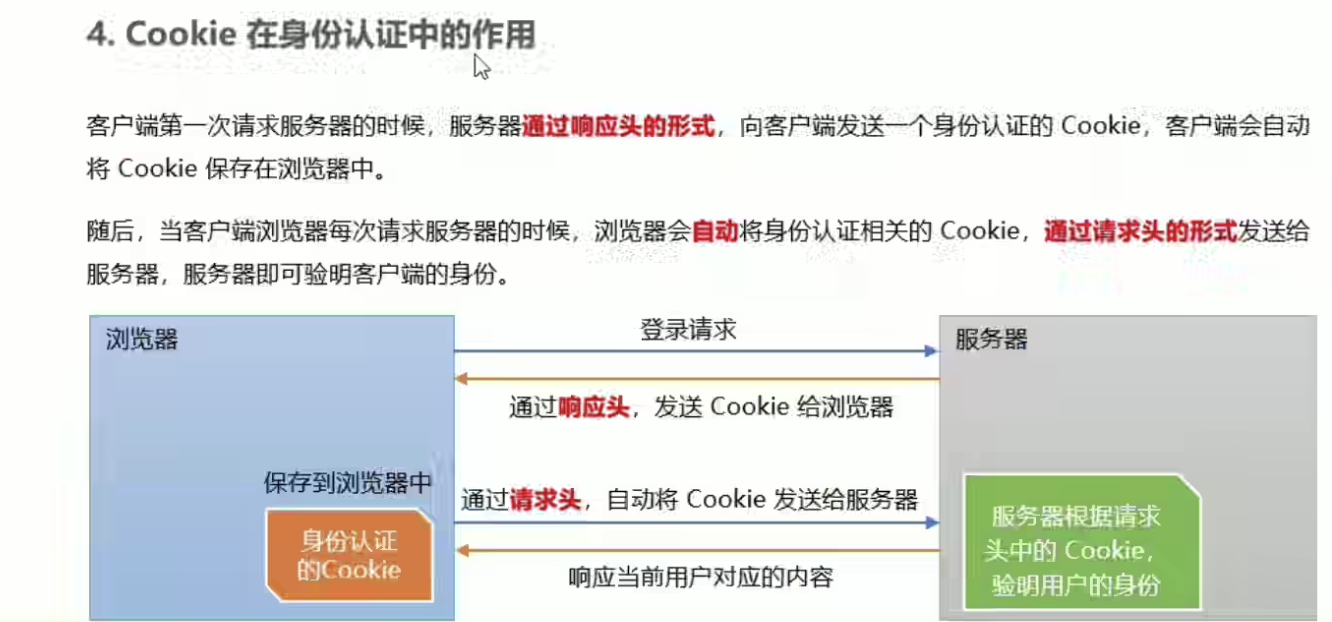 4. Cookie 在身份认证中的作用
客户端第一次请求服务器的时候，服务器通过响应头的形式，向客户端发送一个身份认证的 Cookie，客户端会自动
将 Cookie 保存在浏览器中。
随后，当客户端浏览器每次请求服务器的时候，浏览器会自动将身份认证相关的 Cookie，通过请求头的形式发送给
服务器，服务器即可验明客户端的身份。
浏览器
登录请求
服务器
通过响应头，发送 Cookie 给浏览器
保存到浏览器中
通过请求头，自动将 Cookie 发送给服务器
身份认证
的Cookie
服务器根据请求
头中的 Cookie，
验明用户的身份
响应当前用户对应的内容